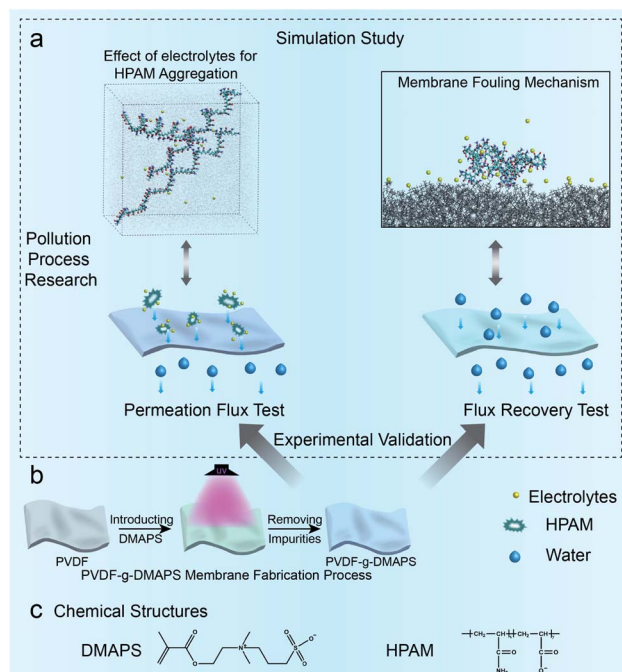 a
Simulation Study
Effect of electrolytes for
HPAM Aggregation
Membrane Fouling Mechanism
Pollution
Process
Research
Permeation Flux Test
Flux Recovery Test
Experimental Validation
b
uv
Introducting
DMAPS
Removing
Impurities
PVDF
PVDF-g-DMAPS
PVDF-g-DMAPS Membrane Fabrication Process
Electrolytes
HPAM
Water
c Chemical Structures
DMAPS
HPAM